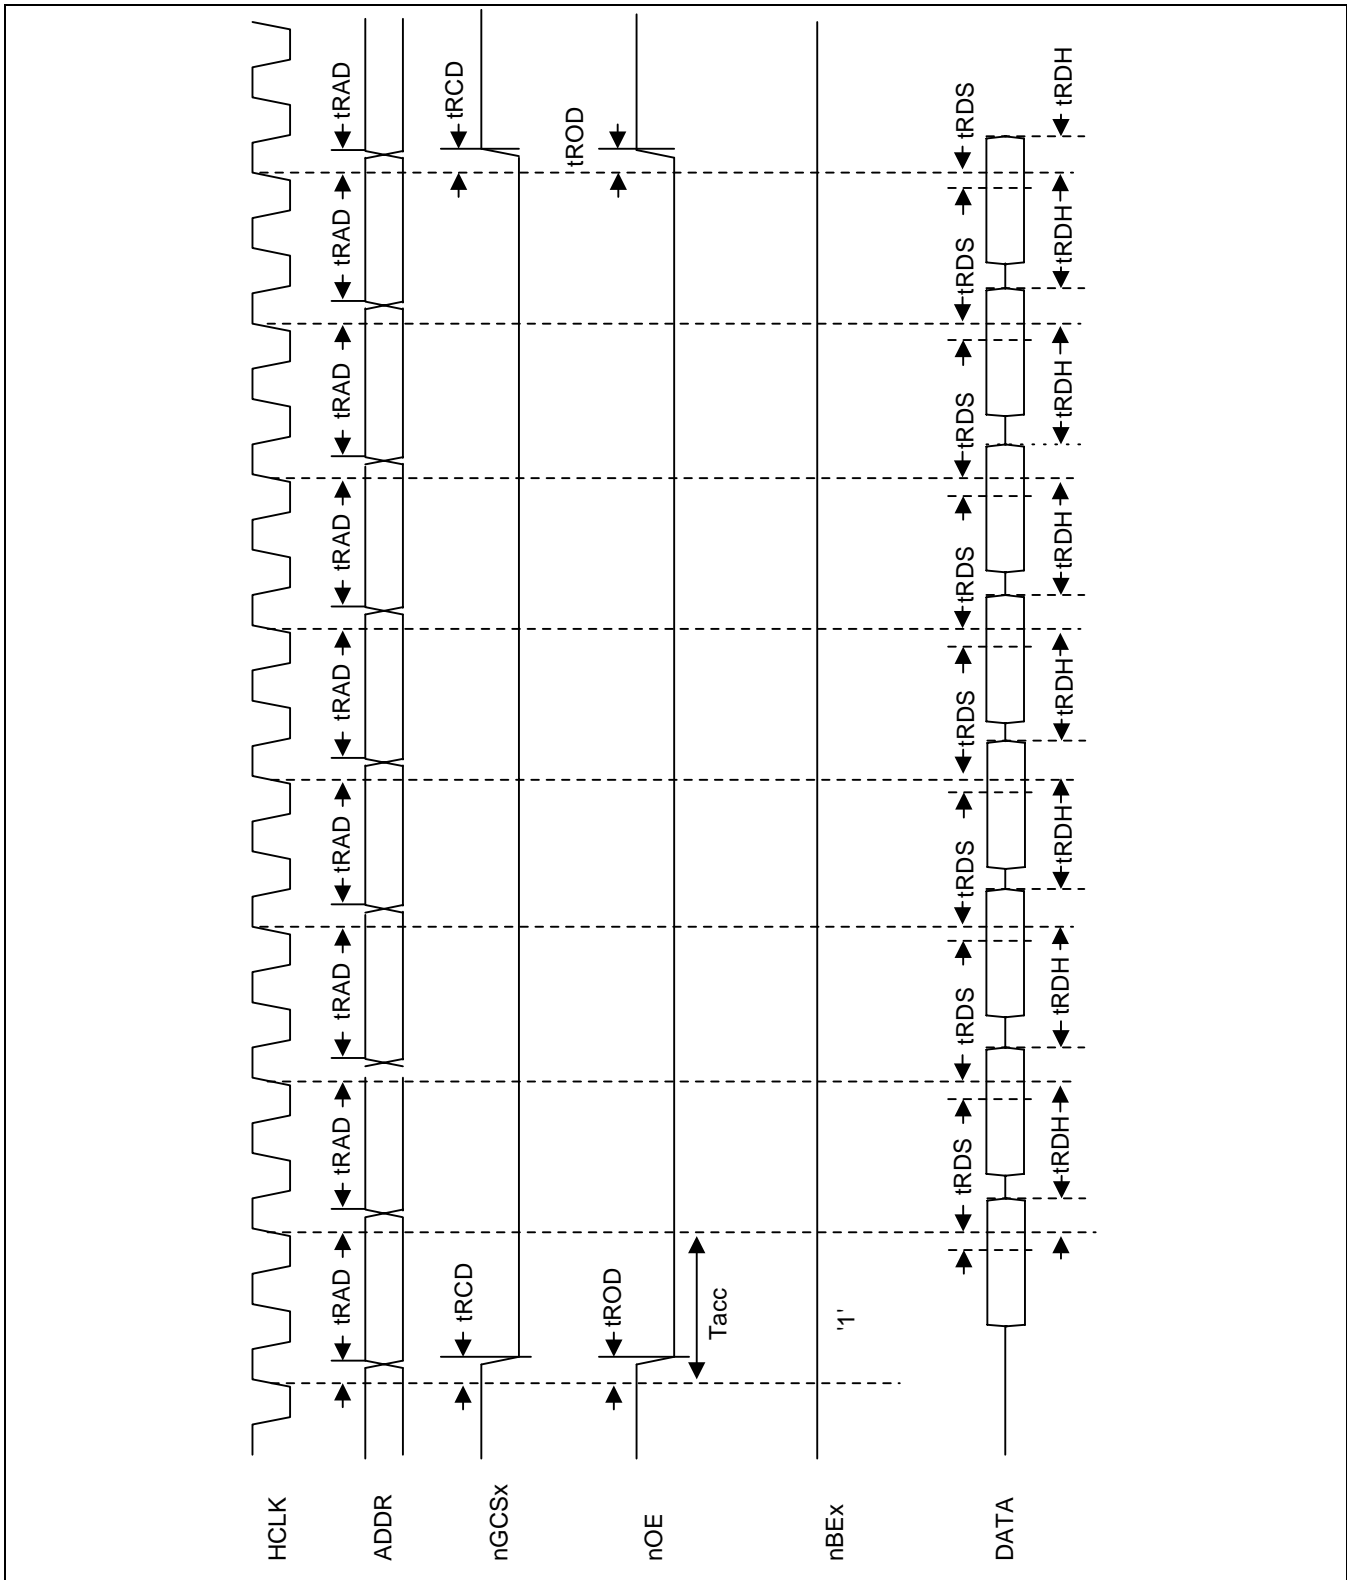 HCLK
tRAD tRAD tRAD tRAD tRAD tRAD tRAD tRAD tRAD
ADDR
tRCD tRCD
nGCSx
tROD tROD
nOE
Tacc
nBEx
'1'
tRDS tRDS tRDS tRDS tRDS tRDS tRDS tRDS
DATA
tRDH tRDH tRDH tRDH tRDH tRDH tRDH tRDH